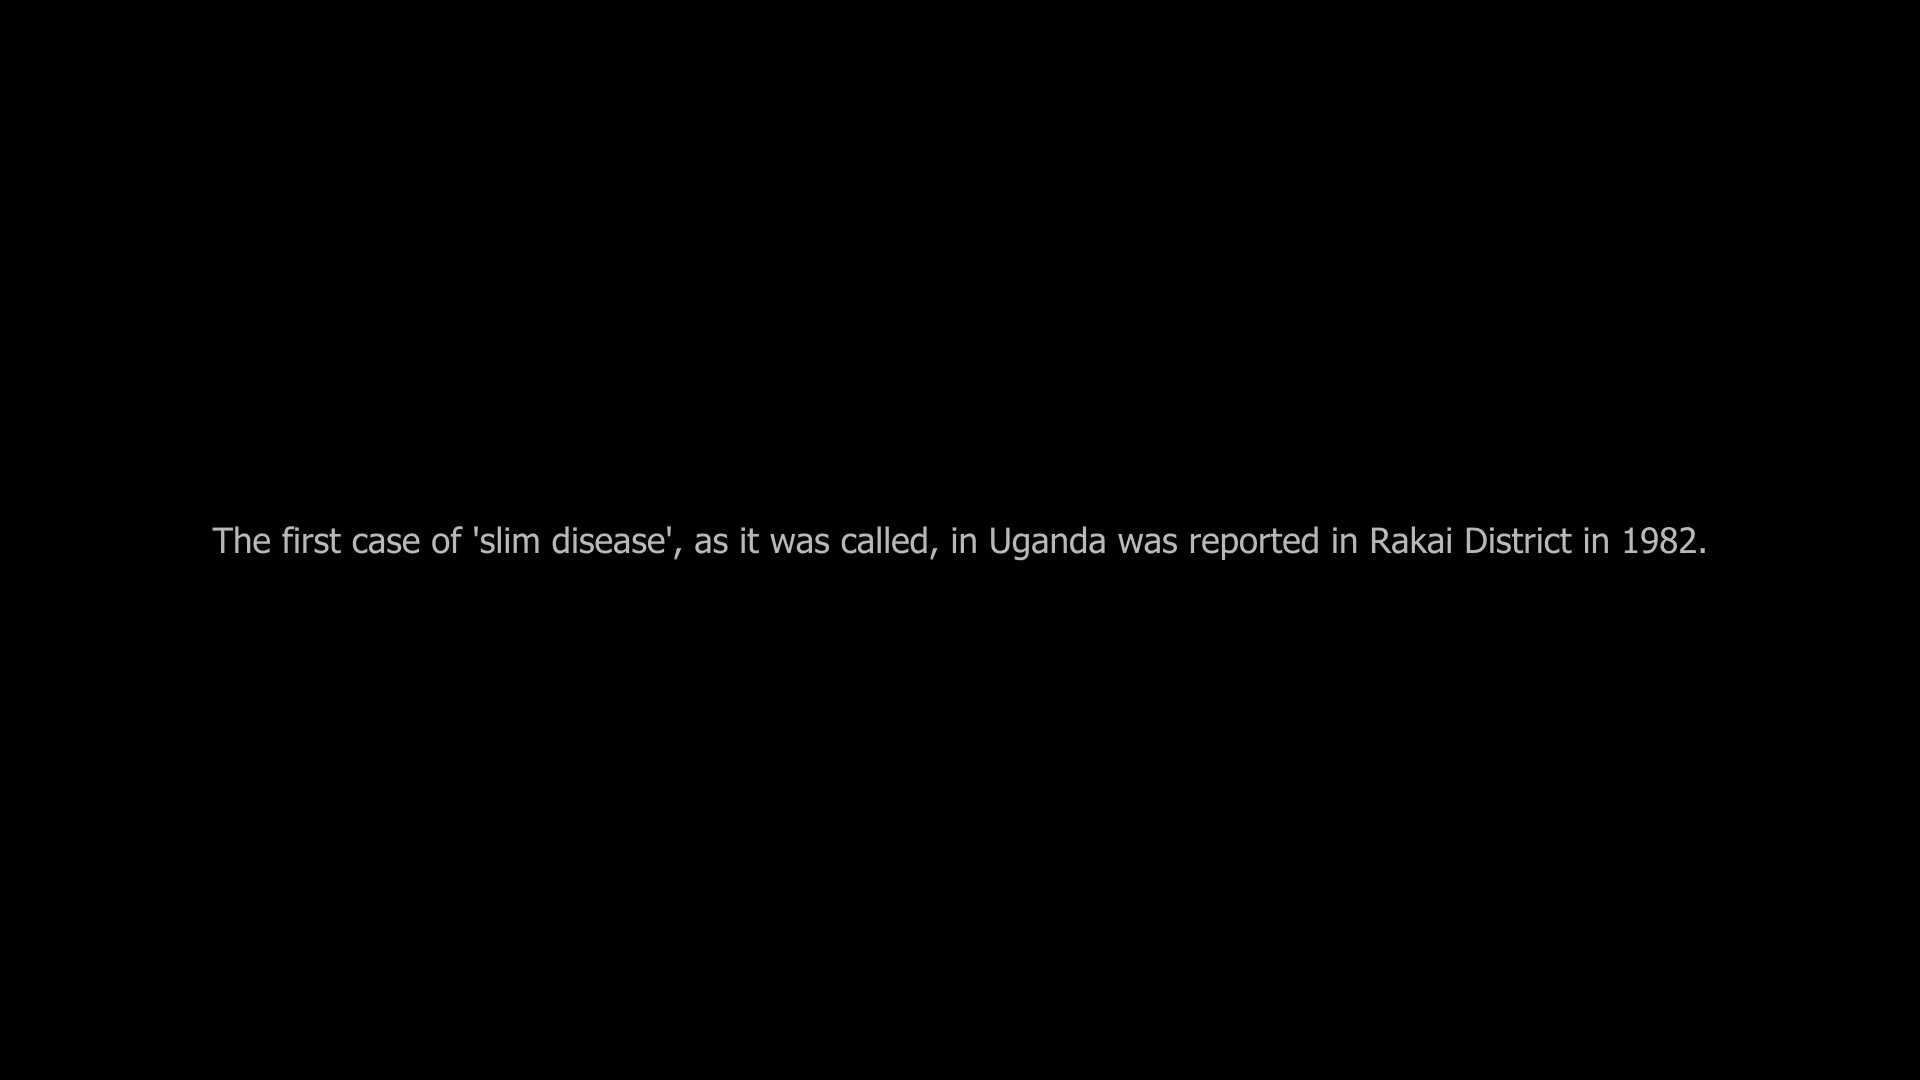 The first case of 'slim disease', as it was called, in Uganda was reported in Rakai District in 1982.